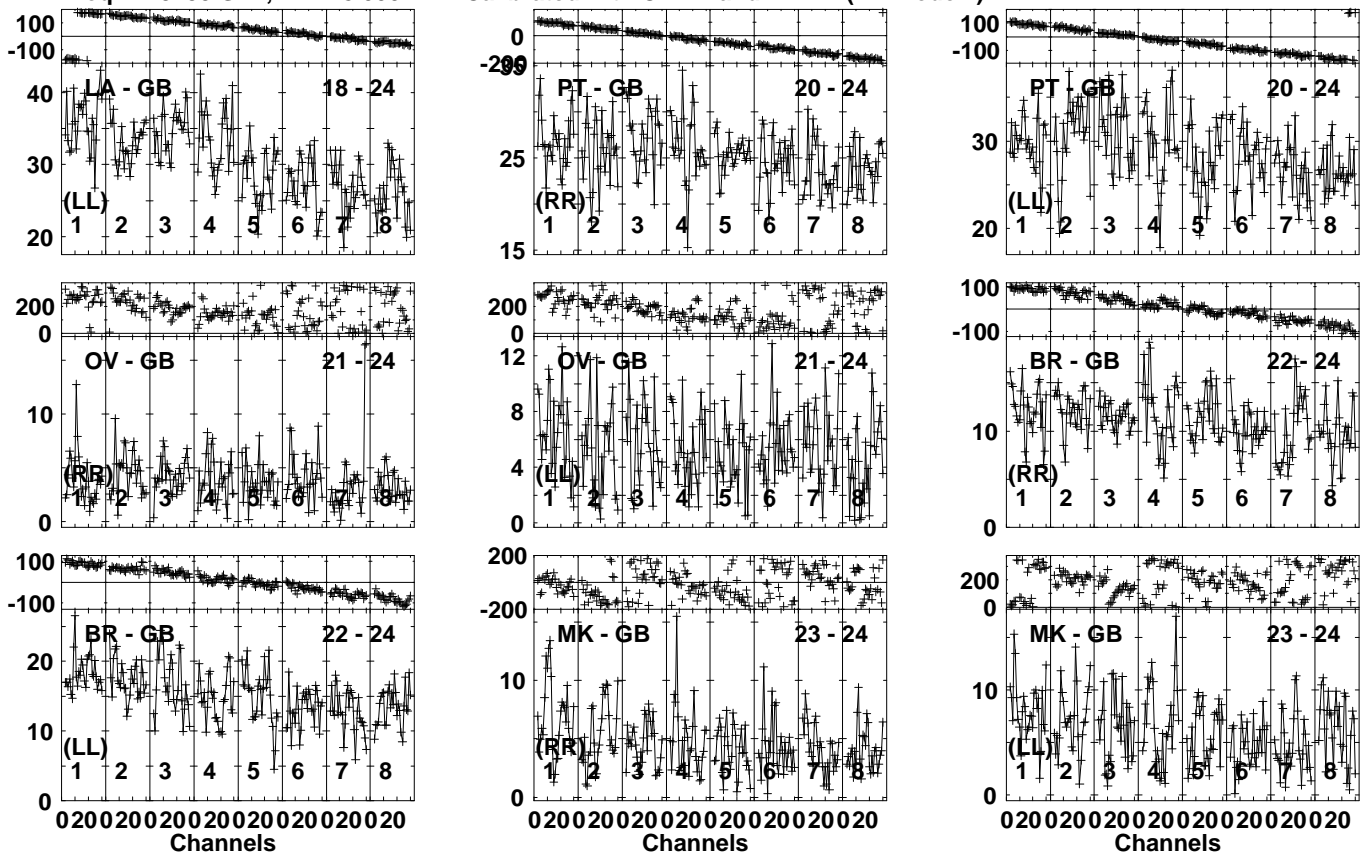 100
-100
LA - GB 18 - 24
40
30
20
(LL)
1 2 3 4 5 6 7 8
0
PT - GB 20 - 24
25
15
(RR)
1 2 3 4 5 6 7 8
100
-100
PT - GB 20 - 24
30
20
(LL)
1 2 3 4 5 6 7 8
200
0
OV - GB 21 - 24
10
0
(RR)
1 2 3 4 5 6 7 8
200
0
OV - GB 21 - 24
12
8
4
0
(LL)
1 2 3 4 5 6 7 8
100
-100
BR - GB 22 - 24
10
0
(RR)
1 2 3 4 5 6 7 8
100
-100
BR - GB 22 - 24
20
10
0
(LL)
1 2 3 4 5 6 7 8
020020020020020020020020
Channels
200
-200
MK - GB 23 - 24
10
0
(RR)
1 2 3 4 5 6 7 8
020020020020020020020020
Channels
200
0
MK - GB 23 - 24
10
0
(LL)
1 2 3 4 5 6 7 8
020020020020020020020020
Channels